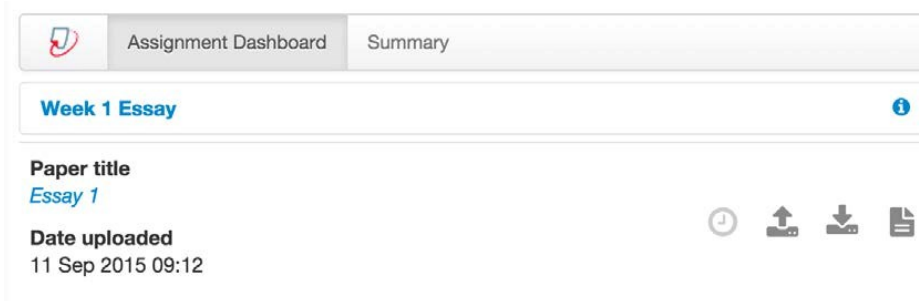 Assignment Dashboard Summary
Week 1 Essay
Paper title
Essay 1
Date uploaded
11 Sep 2015 09:12